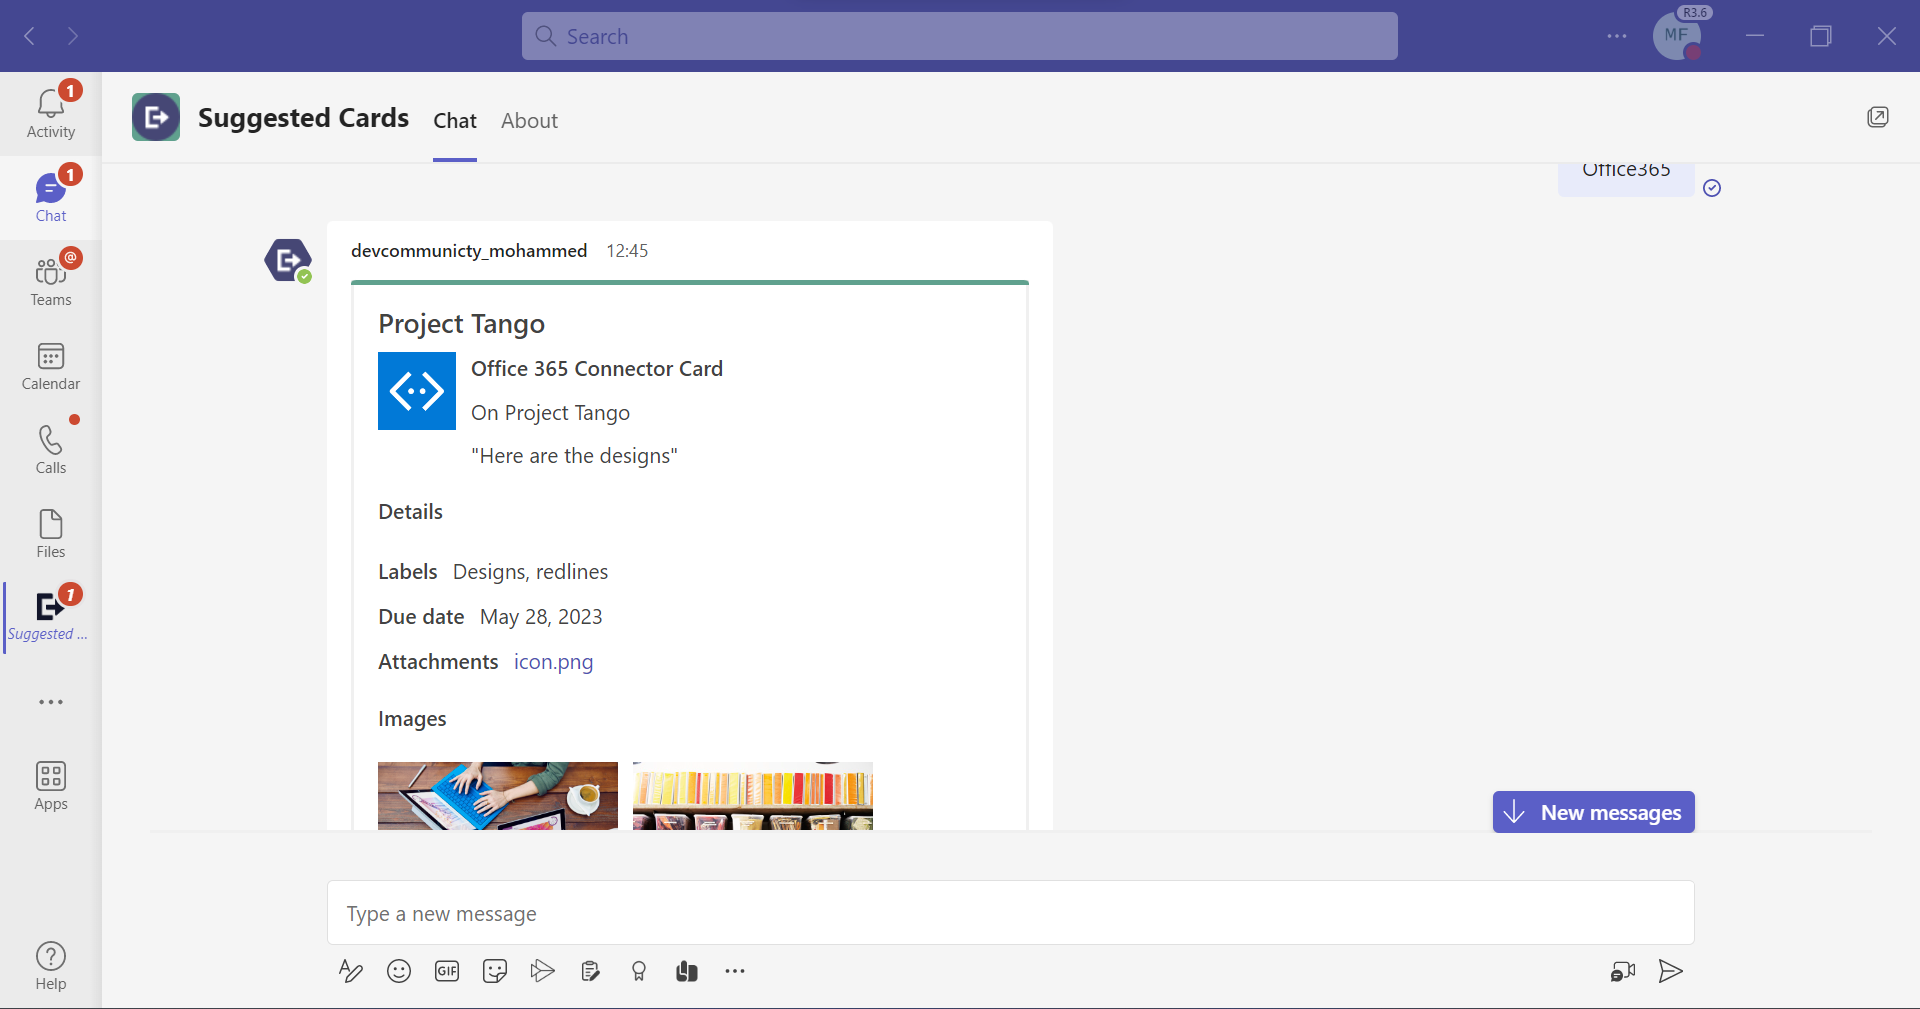 Search
R3.6
MF
1
Activity
1
Chat
@
Teams
Calendar
Calls
Files
1
Suggested ...
Apps
Help
Suggested Cards
Chat
About
Office365
devcommunicty_mohammed 12:45
Project Tango
Office 365 Connector Card
On Project Tango
"Here are the designs"
Details
Labels Designs, redlines
Due date May 28, 2023
Attachments icon.png
Images
New messages
Type a new message
GIF